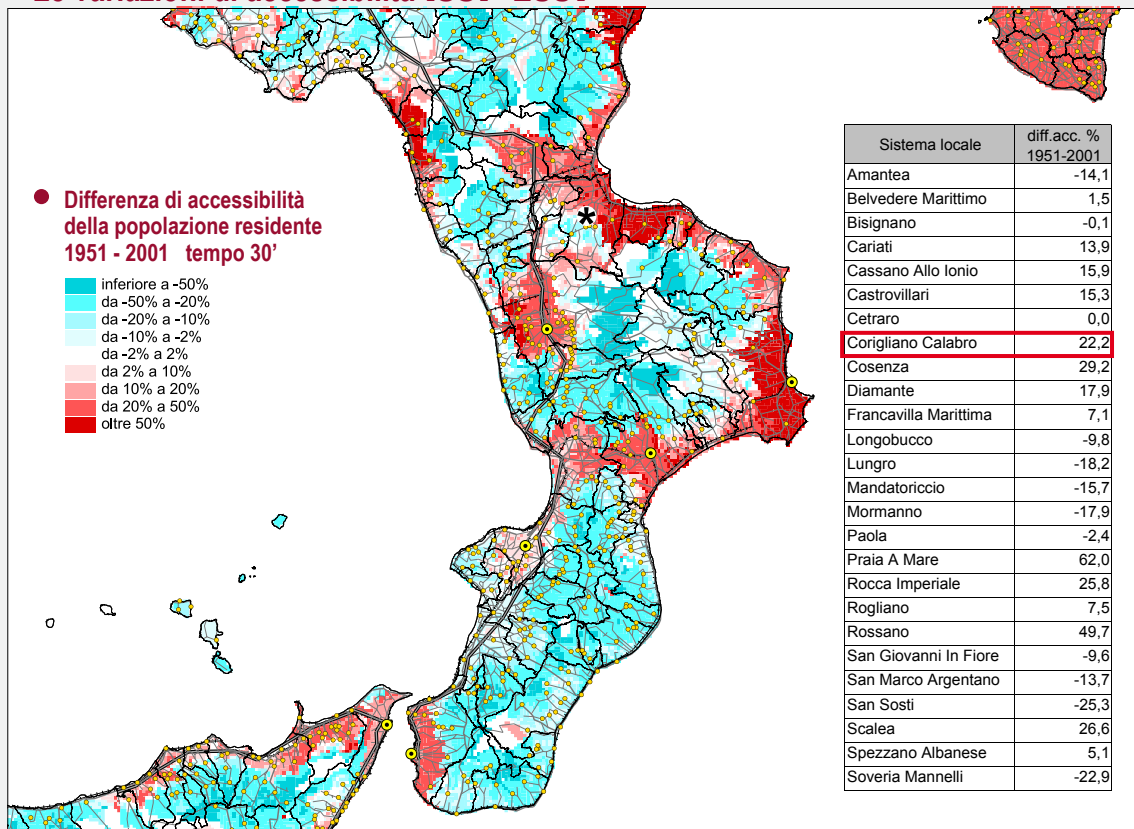 ● Differenza di accessibilità
della popolazione residente
1951 - 2001 tempo 30’
inferiore a -50%
da -50% a -20%
da -20% a -10%
da -10% a -2%
da -2% a 2%
da 2% a 10%
da 10% a 20%
da 20% a 50%
oltre 50%
*
Sistema locale diff.acc. %
1951-2001
Amantea -14,1
Belvedere Marittimo 1,5
Bisignano -0,1
Cariati 13,9
Cassano Allo Ionio 15,9
Castrovillari 15,3
Cetraro 0,0
Corigliano Calabro 22,2
Cosenza 29,2
Diamante 17,9
Francavilla Marittima 7,1
Longobucco -9,8
Lungro -18,2
Mandatoriccio -15,7
Mormanno -17,9
Paola -2,4
Praia A Mare 62,0
Rocca Imperiale 25,8
Rogliano 7,5
Rossano 49,7
San Giovanni In Fiore -9,6
San Marco Argentano -13,7
San Sosti -25,3
Scalea 26,6
Spezzano Albanese 5,1
Soveria Mannelli -22,9